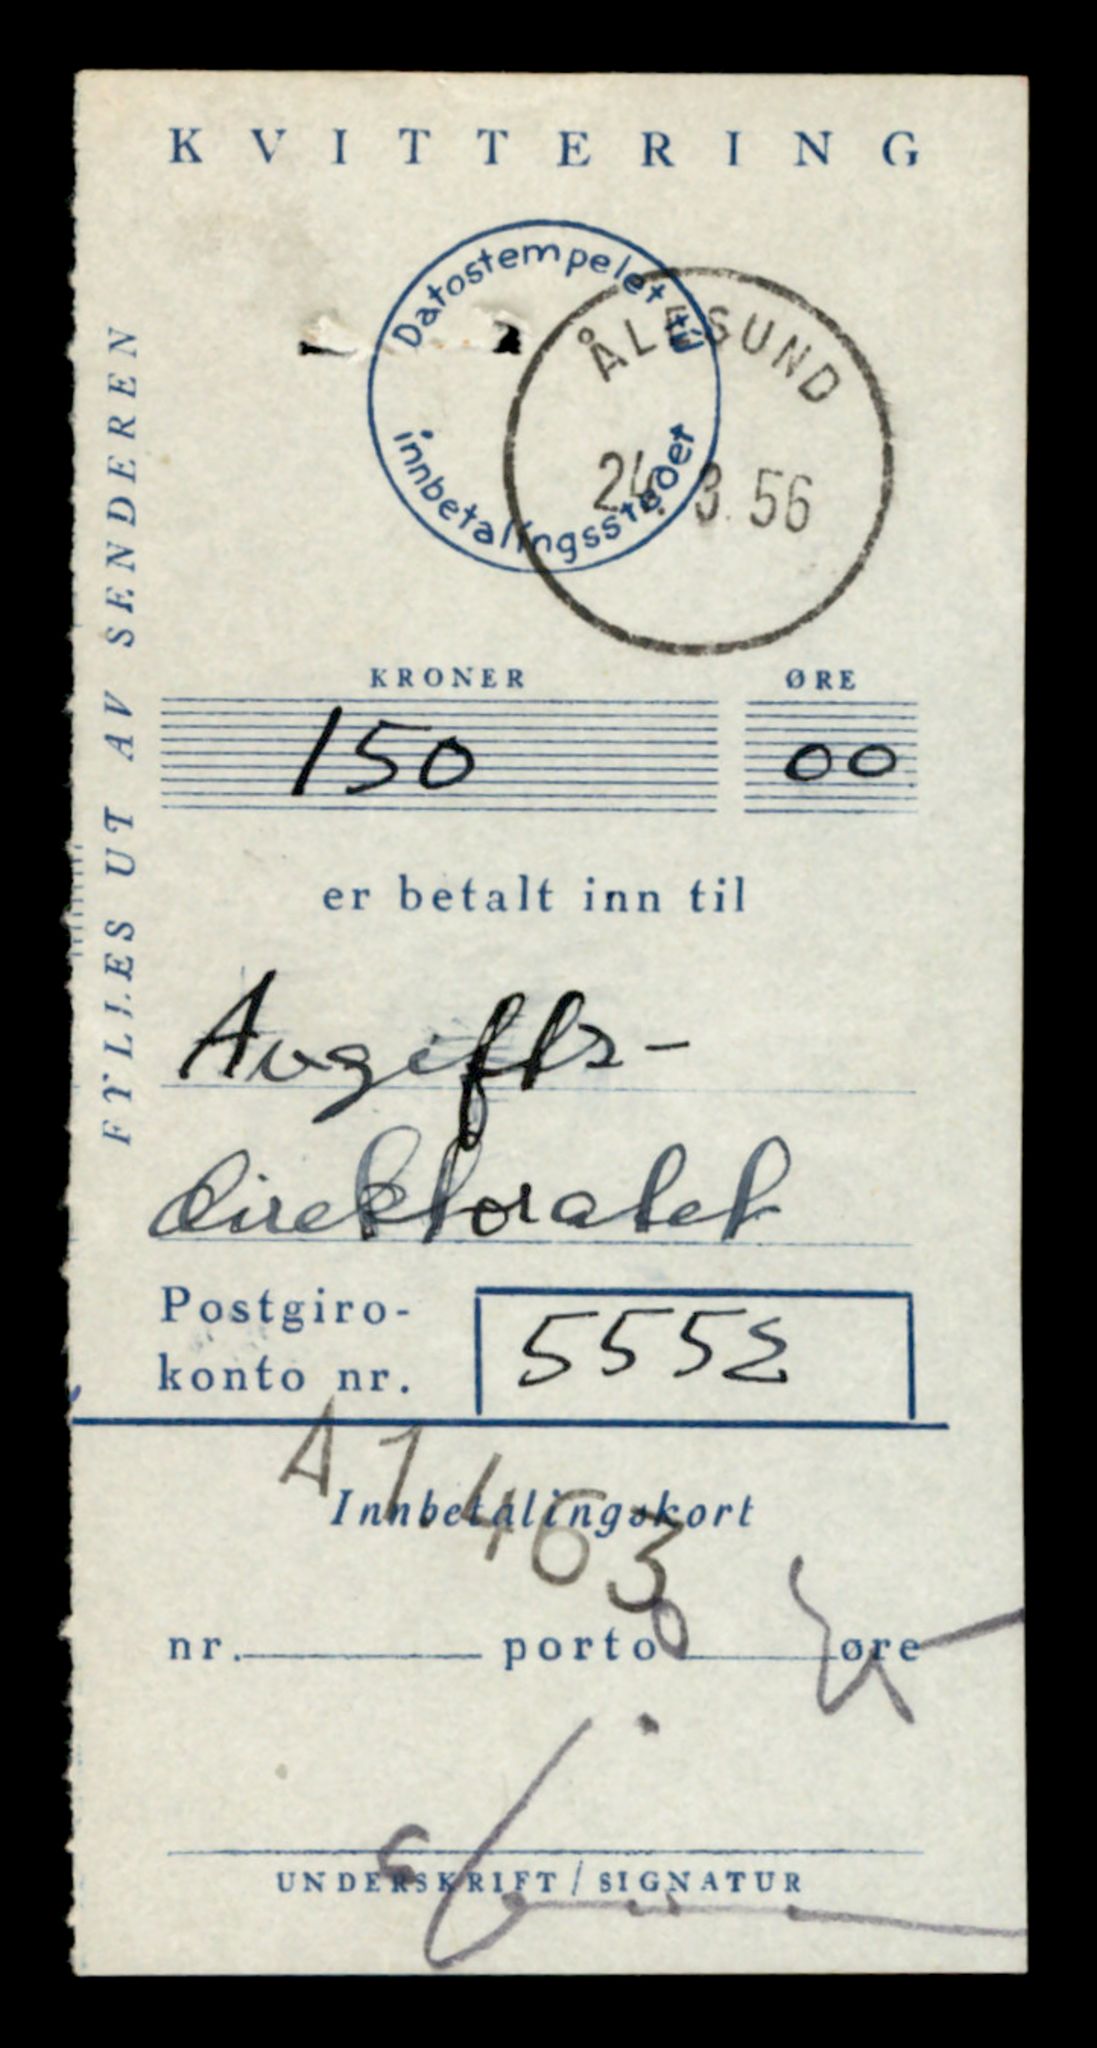 KVITTERING
Datostempelet til
innbetalingsstedet
ÅLESUND
24. 3. 56
FYLLES UT AV SENDEREN
KRONER ØRE
150 00
er betalt inn til
Avgifts-
direktoratet
Postgiro-
konto nr. 5552
A 1463
Innbetalingskort
nr. porto øre
UNDERSKRIFT/SIGNATUR